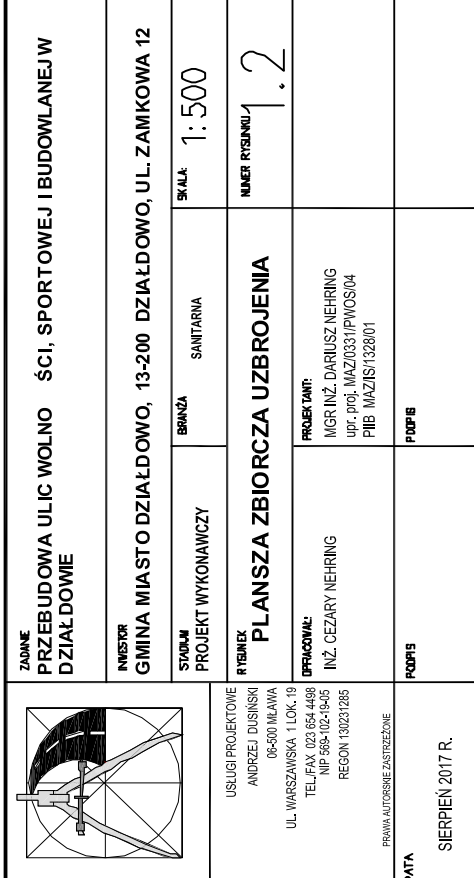 ZADANIE
PRZEBUDOWA ULIC WOLNO ŚCI, SPORTOWEJ I BUDOWLANEJ W
DZIAŁDOWIE
INWESTOR
GMINA MIASTO DZIAŁDOWO, 13-200 DZIAŁDOWO, UL. ZAMKOWA 12
STADIUM
PROJEKT WYKONAWCZY
BRANŻA
SANITARNA
SKALA:
1:500
RYSUNEK
PLANSZA ZBIORCZA UZBROJENIA
NUMER RYSUNKU
1.2
OPRACOWAŁ:
INŻ. CEZARY NEHRING
PROJEKTANT:
MGR INŻ. DARIUSZ NEHRING
upr. proj. MAZ/0331/PWOS/04
PIIB MAZ/IS/1328/01
USŁUGI PROJEKTOWE
ANDRZEJ DUSIŃSKI
06-500 MŁAWA
UL. WARSZAWSKA 1 LOK. 19
TEL./FAX 023 654 4498
NIP 569-102-19-05
REGON 130231285
PRAWA AUTORSKIE ZASTRZEŻONE
DATA
SIERPIEŃ 2017 R.
PODPIS
PODPIS